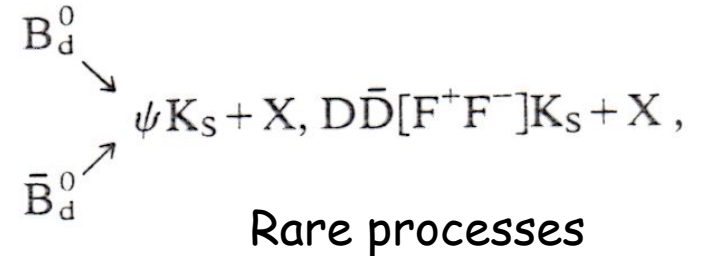 B⁰_d
↘
ψK_S + X, DD̄[F⁺F⁻]K_S + X ,
↗
B̄⁰_d
Rare processes